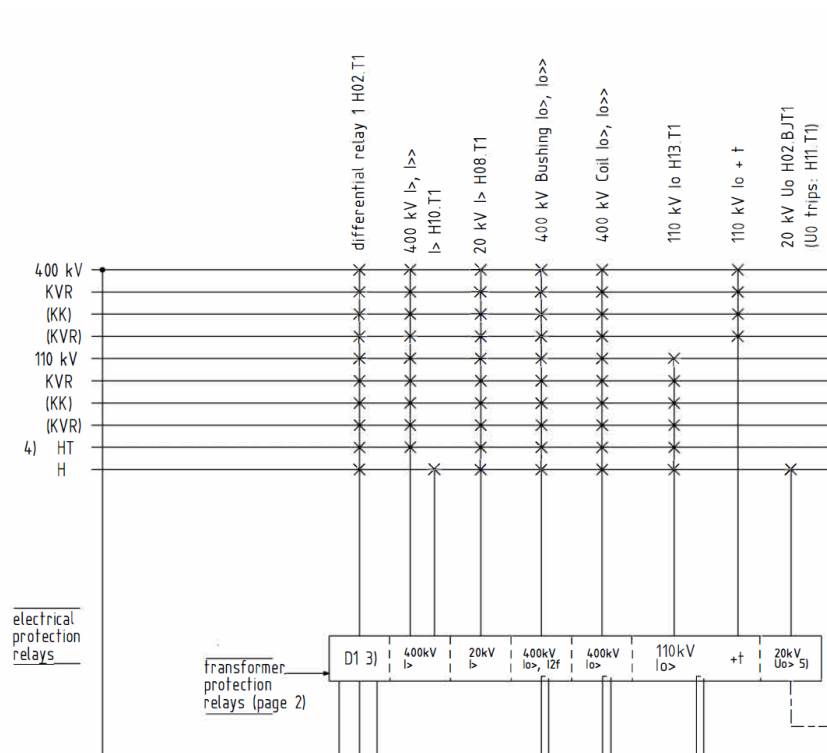 differential relay 1 H02.T1
400 kV I>, I>>
I> H10.T1
20 kV I> H08.T1
400 kV Bushing Io>, Io>>
400 kV Coil Io>, Io>>
110 kV Io H13.T1
110 kV Io + t
20 kV Uo H02.BJT1
(U0 trips: H11.T1)
400 kV
KVR
(KK)
(KVR)
110 kV
KVR
(KK)
(KVR)
4) HT
H
electrical
protection
relays
transformer
protection
relays (page 2)
D1 3)
400kV
I>
20kV
I>
400kV
Io>, I2f
400kV
Io>
110kV
Io>
+t
20kV
Uo> 5)